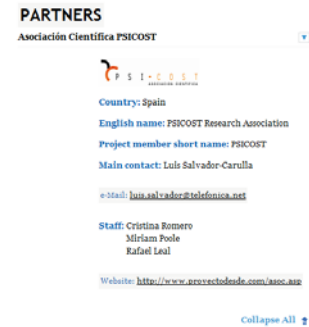 PARTNERS
Asociación Científica PSICOST
PSICOST
ASOCIACIÓN CIENTÍFICA
Country: Spain
English name: PSICOST Research Association
Project member short name: PSICOST
Main contact: Luis Salvador-Carulla
e-Mail: luis.salvador@telefonica.net
Staff: Cristina Romero
Miriam Poole
Rafael Leal
Website: http://www.proyectodesde.com/asoc.asp
Collapse All